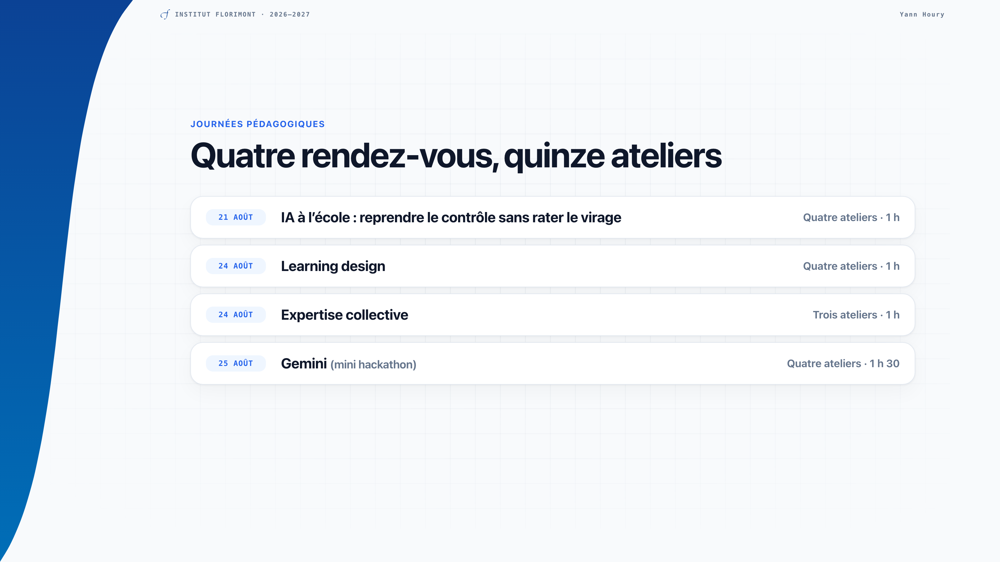 INSTITUT FLORIMONT · 2026–2027
Yann Houry
JOURNÉES PÉDAGOGIQUES
Quatre rendez-vous, quinze ateliers
21 AOÛT
IA à l’école : reprendre le contrôle sans rater le virage
Quatre ateliers · 1 h
24 AOÛT
Learning design
Quatre ateliers · 1 h
24 AOÛT
Expertise collective
Trois ateliers · 1 h
25 AOÛT
Gemini (mini hackathon)
Quatre ateliers · 1 h 30